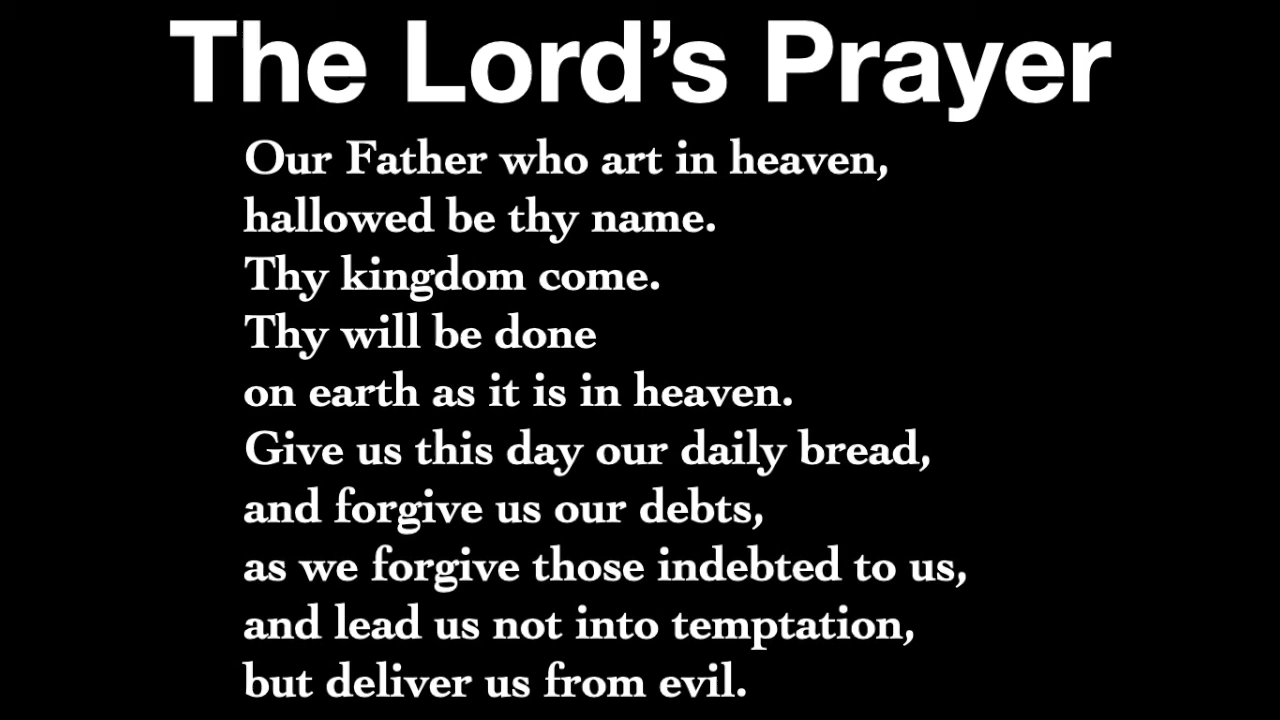 The Lord’s Prayer
Our Father who art in heaven,
hallowed be thy name.
Thy kingdom come.
Thy will be done
on earth as it is in heaven.
Give us this day our daily bread,
and forgive us our debts,
as we forgive those indebted to us,
and lead us not into temptation,
but deliver us from evil.